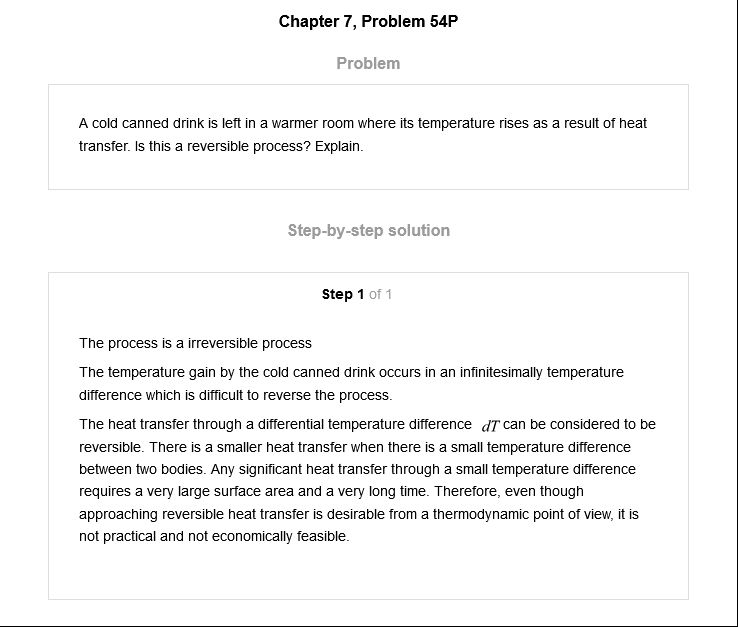 Chapter 7, Problem 54P
Problem
A cold canned drink is left in a warmer room where its temperature rises as a result of heat
transfer. Is this a reversible process? Explain.
Step-by-step solution
Step 1 of 1
The process is a irreversible process
The temperature gain by the cold canned drink occurs in an infinitesimally temperature
difference which is difficult to reverse the process.
The heat transfer through a differential temperature difference dT can be considered to be
reversible. There is a smaller heat transfer when there is a small temperature difference
between two bodies. Any significant heat transfer through a small temperature difference
requires a very large surface area and a very long time. Therefore, even though
approaching reversible heat transfer is desirable from a thermodynamic point of view, it is
not practical and not economically feasible.